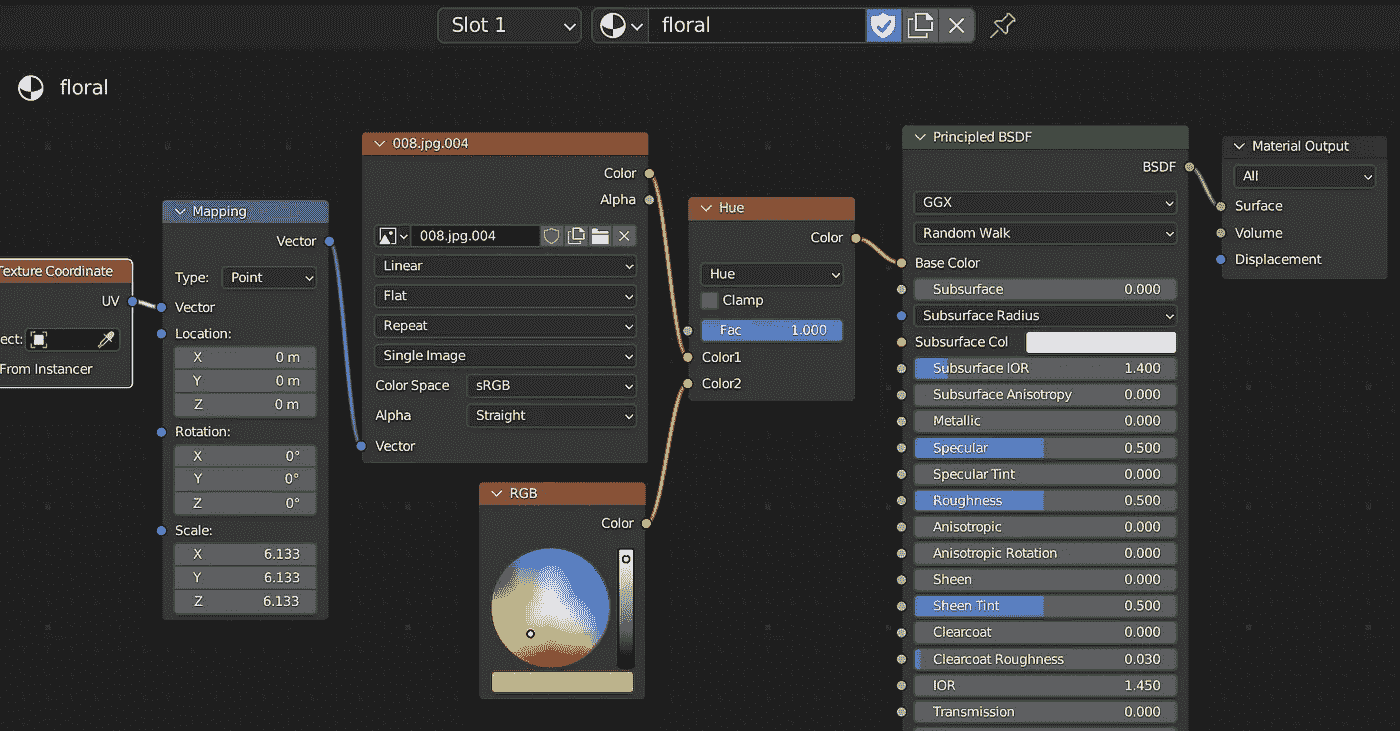 Slot 1
floral
floral
Texture Coordinate
UV
ect:
From Instancer
Mapping
Vector
Type: Point
Vector
Location:
X 0 m
Y 0 m
Z 0 m
Rotation:
X 0°
Y 0°
Z 0°
Scale:
X 6.133
Y 6.133
Z 6.133
008.jpg.004
Color
Alpha
008.jpg.004
Linear
Flat
Repeat
Single Image
Color Space sRGB
Alpha Straight
Vector
RGB
Color
Hue
Color
Hue
Clamp
Fac 1.000
Color1
Color2
Principled BSDF
BSDF
GGX
Random Walk
Base Color
Subsurface 0.000
Subsurface Radius
Subsurface Col
Subsurface IOR 1.400
Subsurface Anisotropy 0.000
Metallic 0.000
Specular 0.500
Specular Tint 0.000
Roughness 0.500
Anisotropic 0.000
Anisotropic Rotation 0.000
Sheen 0.000
Sheen Tint 0.500
Clearcoat 0.000
Clearcoat Roughness 0.030
IOR 1.450
Transmission 0.000
Material Output
All
Surface
Volume
Displacement